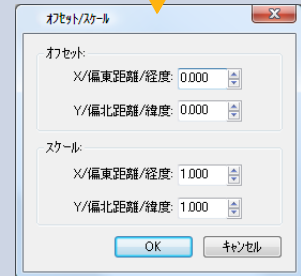 オフセット/スケール
オフセット:
X/偏東距離/経度: 0.000
Y/偏北距離/緯度: 0.000
スケール:
X/偏東距離/経度: 1.000
Y/偏北距離/緯度: 1.000
OK キャンセル